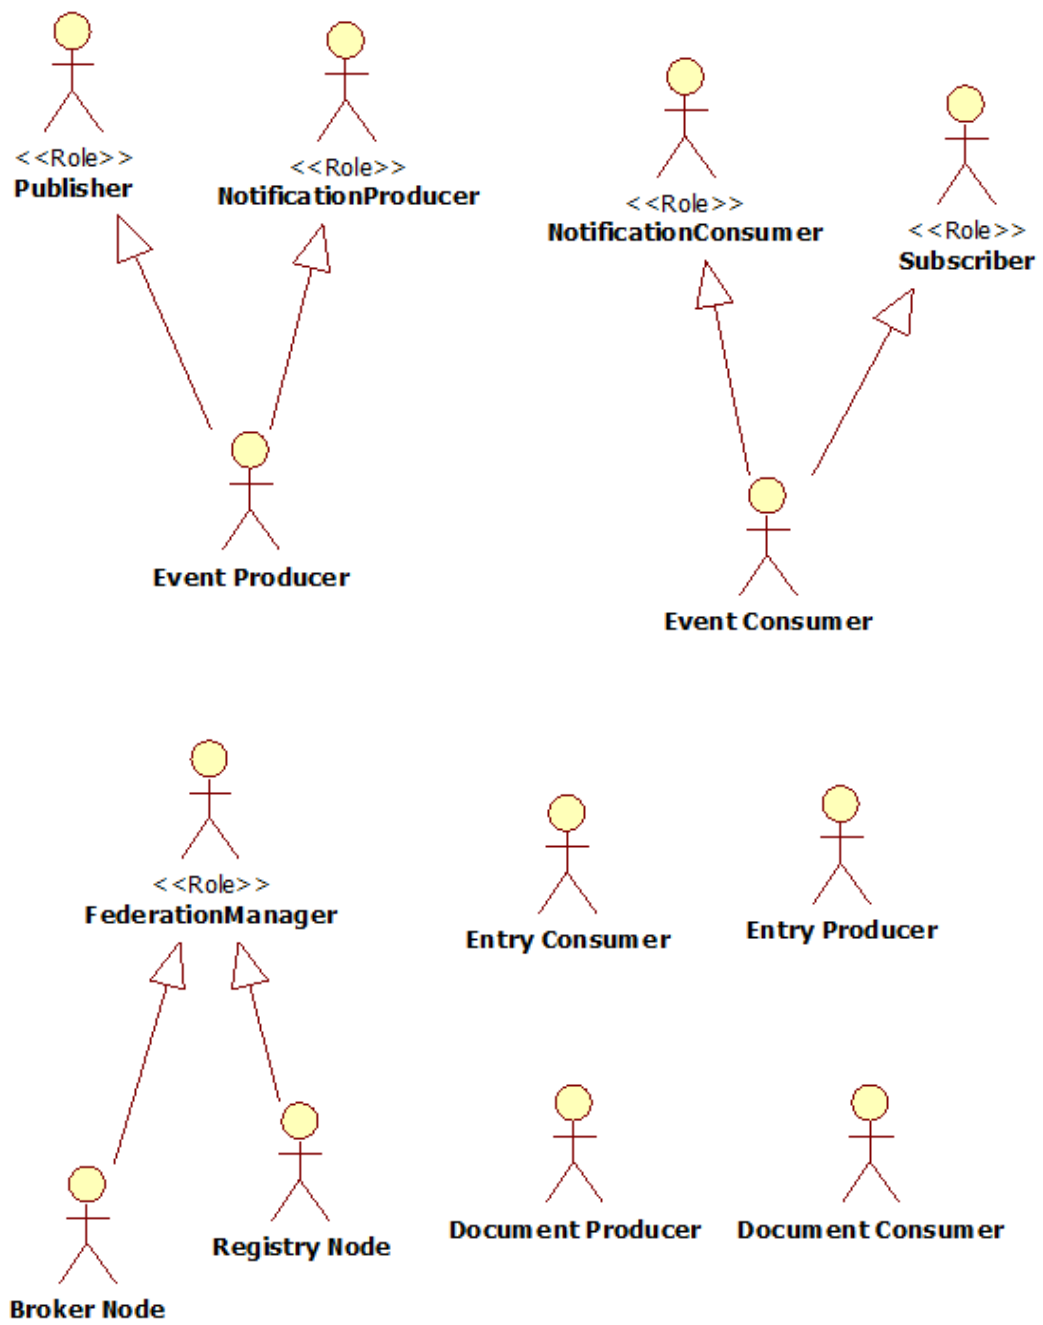 <<Role>>
Publisher
<<Role>>
NotificationProducer
<<Role>>
NotificationConsumer
<<Role>>
Subscriber
Event Producer
Event Consumer
<<Role>>
FederationManager
Entry Consumer
Entry Producer
Broker Node
Registry Node
Document Producer
Document Consumer